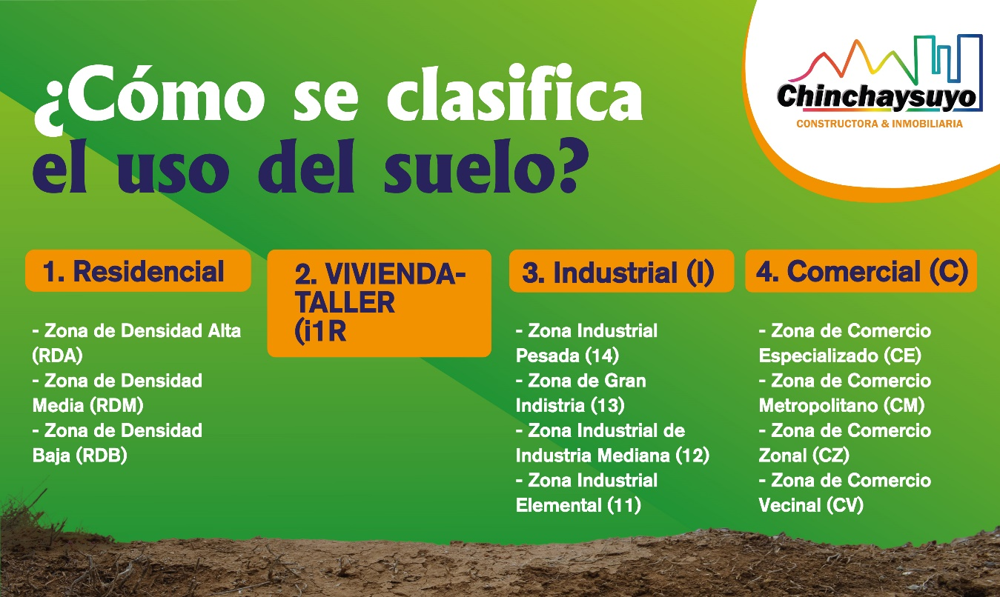 ¿Cómo se clasifica
el uso del suelo?
Chinchaysuyo
CONSTRUCTORA & INMOBILIARIA
1. Residencial
- Zona de Densidad Alta
(RDA)
- Zona de Densidad
Media (RDM)
- Zona de Densidad
Baja (RDB)
2. VIVIENDA-
TALLER
(i1R
3. Industrial (I)
- Zona Industrial
Pesada (14)
- Zona de Gran
Indistria (13)
- Zona Industrial de
Industria Mediana (12)
- Zona Industrial
Elemental (11)
4. Comercial (C)
- Zona de Comercio
Especializado (CE)
- Zona de Comercio
Metropolitano (CM)
- Zona de Comercio
Zonal (CZ)
- Zona de Comercio
Vecinal (CV)